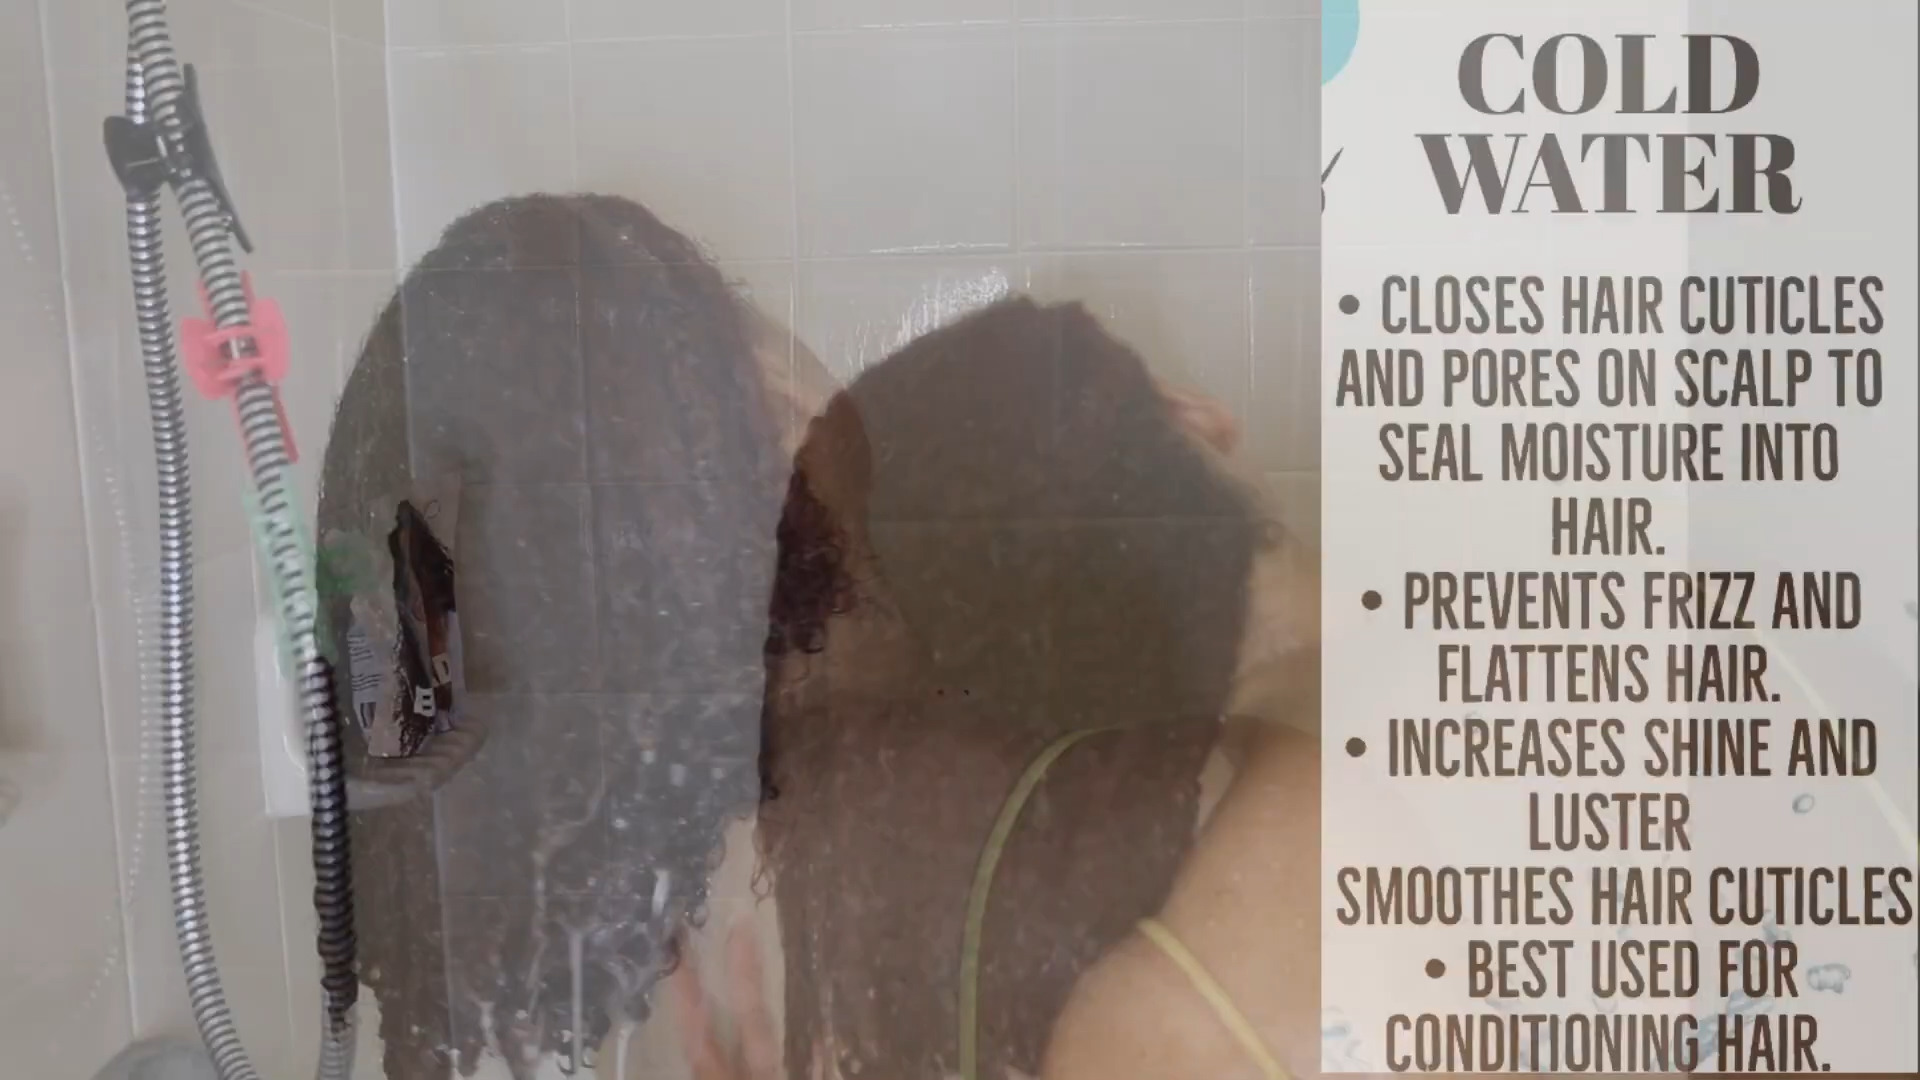 COLD
WATER
• CLOSES HAIR CUTICLES
AND PORES ON SCALP TO
SEAL MOISTURE INTO
HAIR.
• PREVENTS FRIZZ AND
FLATTENS HAIR.
• INCREASES SHINE AND
LUSTER
SMOOTHES HAIR CUTICLES
• BEST USED FOR
CONDITIONING HAIR.